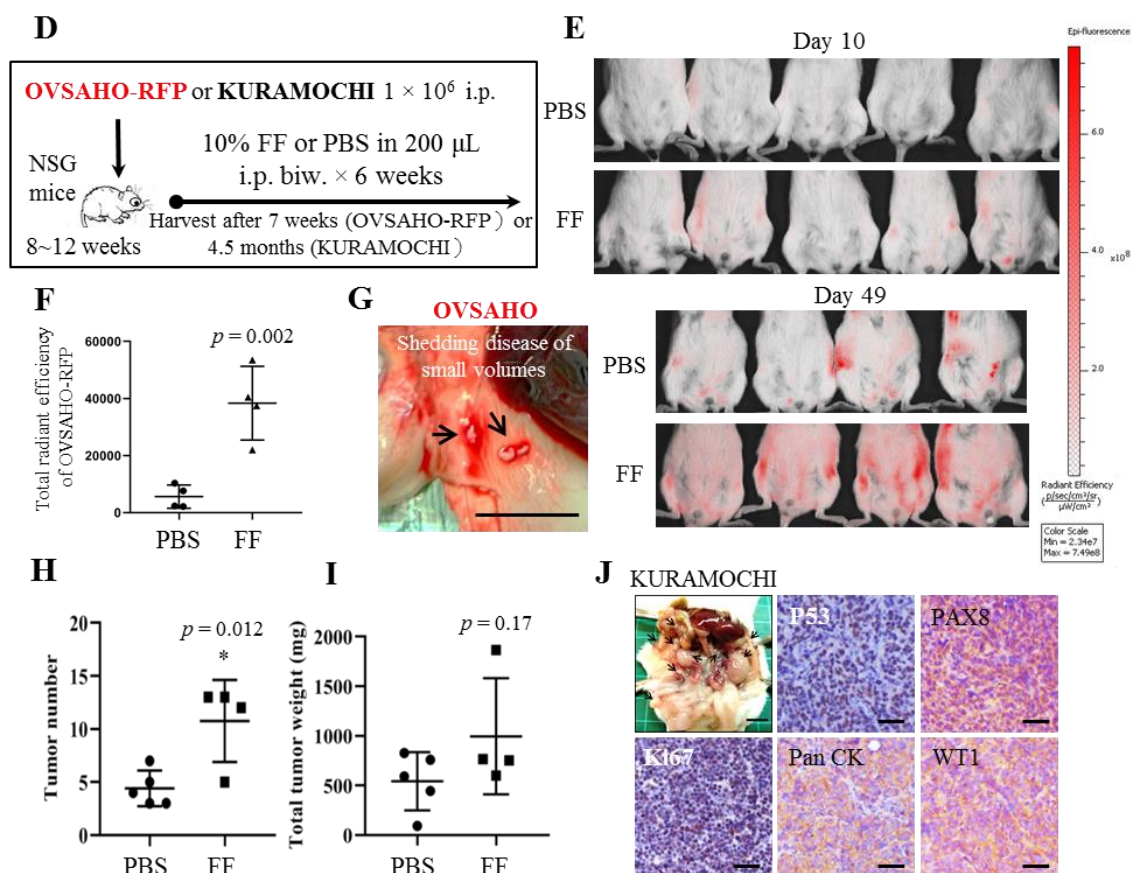 D
OVSAHO-RFP or KURAMOCHI 1 × 10⁶ i.p.
NSG
mice
8~12 weeks
10% FF or PBS in 200 μL
i.p. biw. × 6 weeks
Harvest after 7 weeks (OVSAHO-RFP) or
4.5 months (KURAMOCHI)
E
Day 10
PBS
FF
Day 49
PBS
FF
Epi-fluorescence
6.0
4.0
×10⁸
2.0
Radiant Efficiency
(p/sec/cm²/sr / μW/cm²)
Color Scale
Min = 2.34e7
Max = 7.49e8
F
p = 0.002
Total radiant efficiency
of OVSAHO-RFP
60000
40000
20000
0
PBS
FF
G
OVSAHO
Shedding disease of
small volumes
H
p = 0.012
*
Tumor number
20
15
10
5
0
PBS
FF
I
p = 0.17
Total tumor weight (mg)
2000
1500
1000
500
0
PBS
FF
J
KURAMOCHI
P53
PAX8
Ki67
Pan CK
WT1